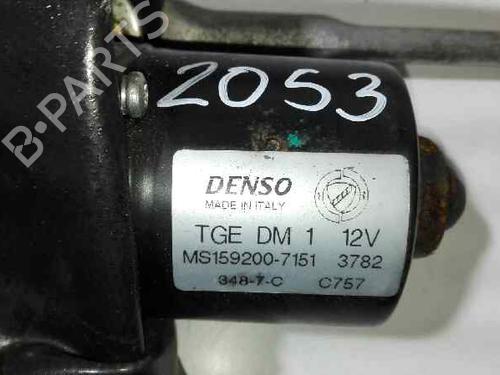 B-PARTS
2053
DENSO
MADE IN ITALY
TGE DM 1 12V
MS159200-7151 3782
348-7-C C757